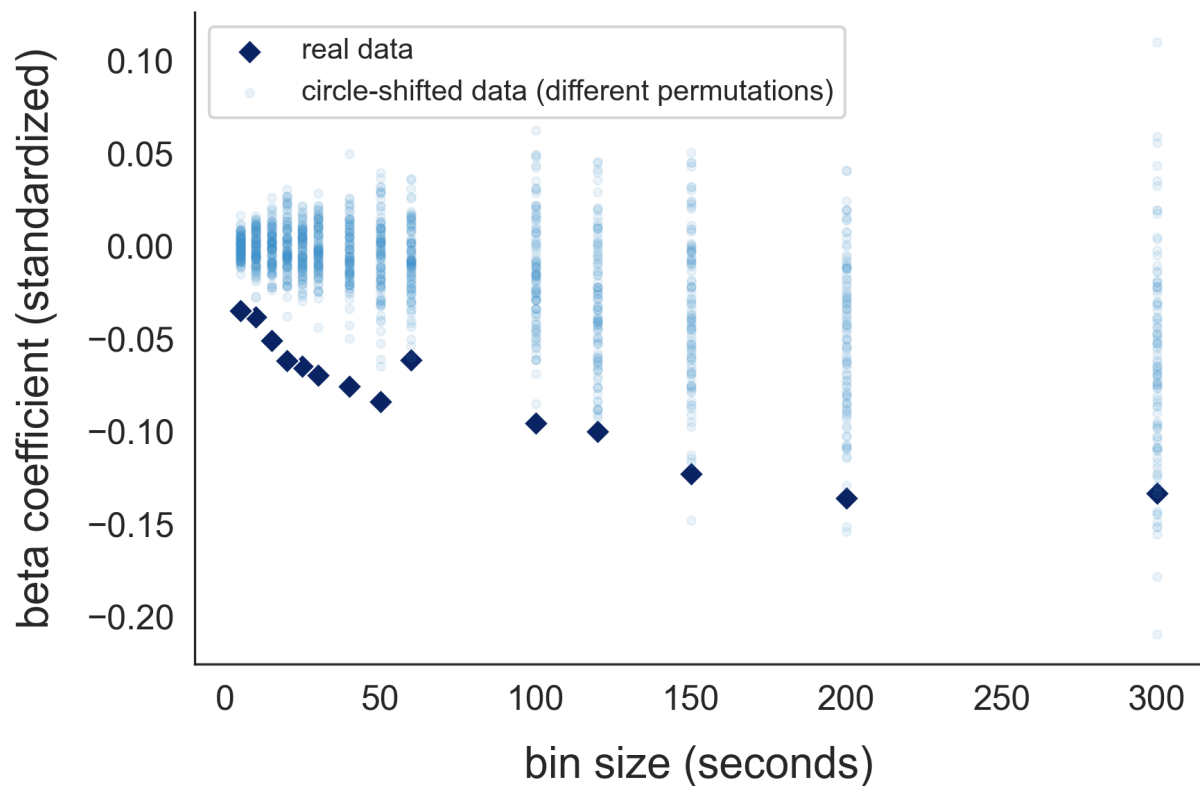 real data
circle-shifted data (different permutations)
beta coefficient (standardized)
0.10
0.05
0.00
−0.05
−0.10
−0.15
−0.20
0 50 100 150 200 250 300
bin size (seconds)